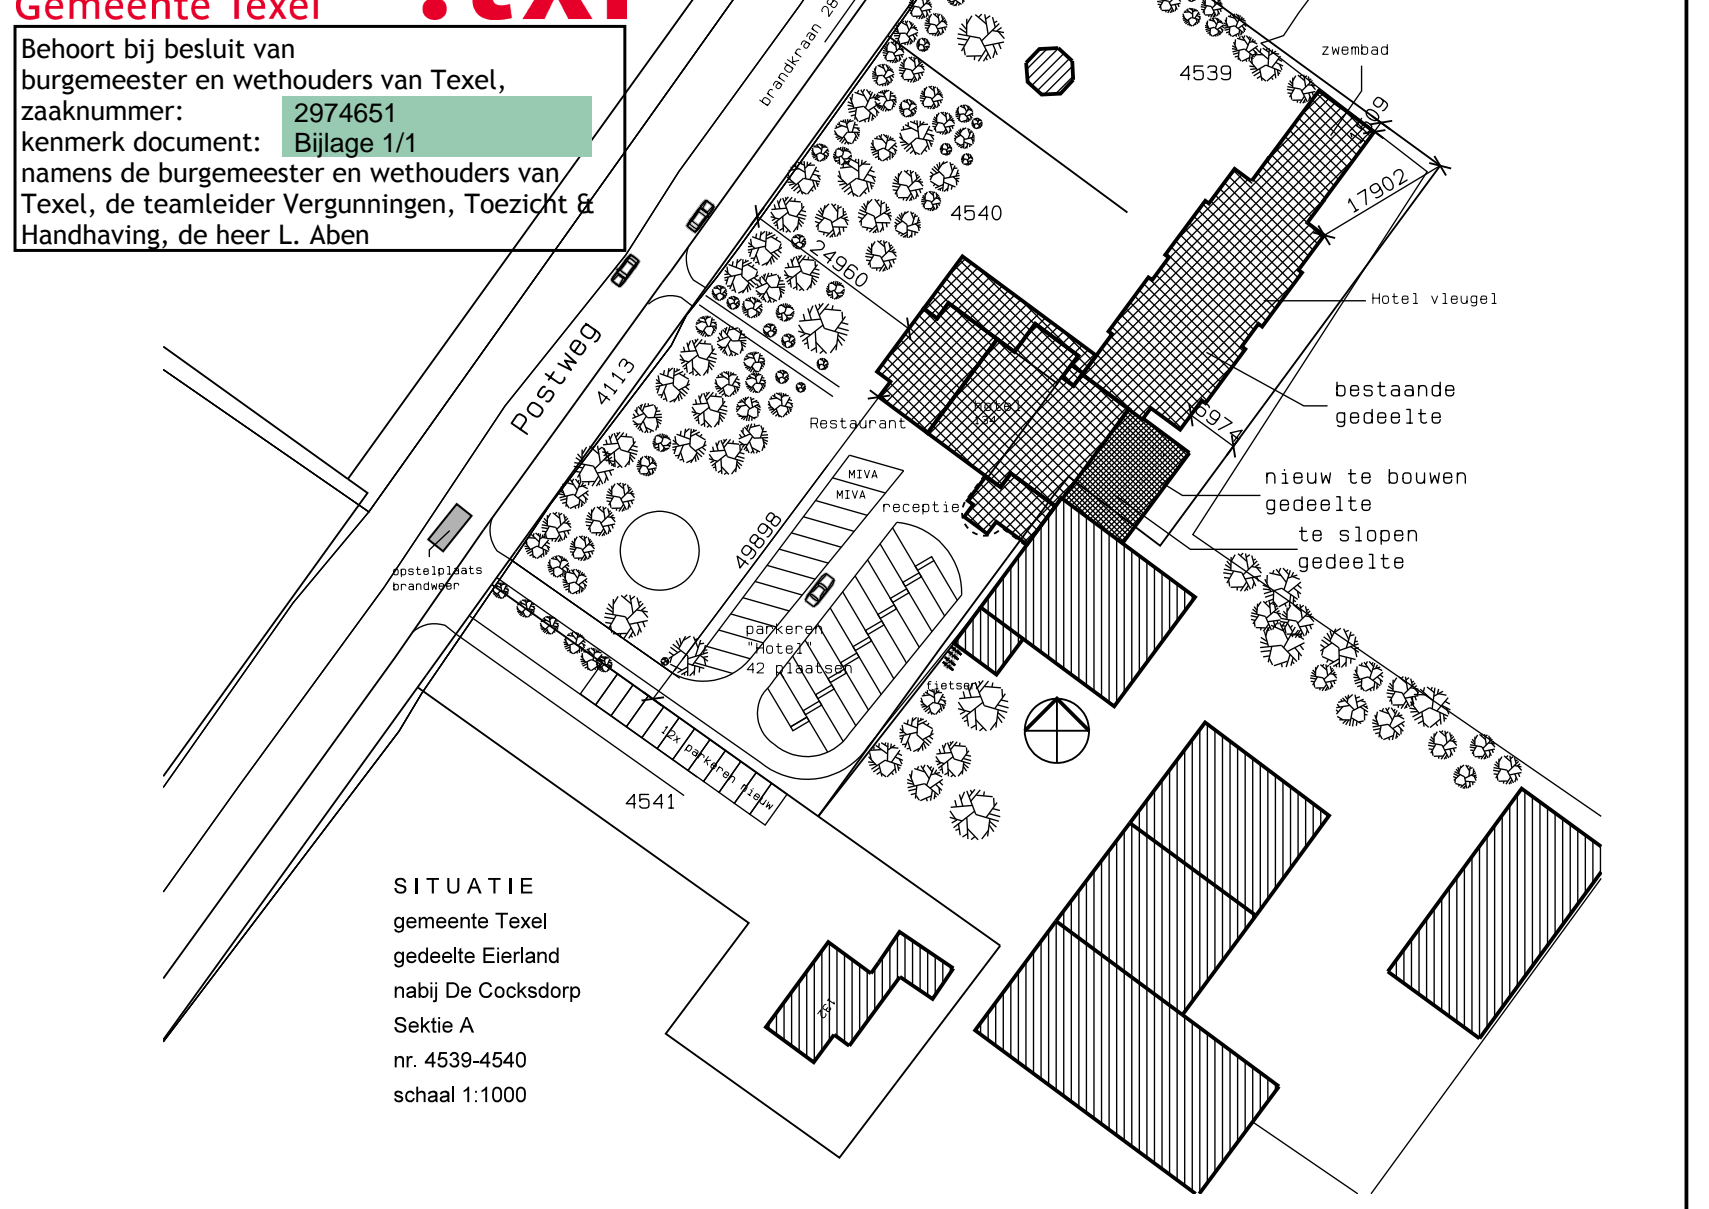 Gemeente Texel
Behoort bij besluit van
burgemeester en wethouders van Texel,
zaaknummer: 2974651
kenmerk document: Bijlage 1/1
namens de burgemeester en wethouders van
Texel, de teamleider Vergunningen, Toezicht &
Handhaving, de heer L. Aben
brandkraan
zwembad
4539
17902
4540
24960
Hotel vleugel
Postweg
4113
bestaande
gedeelte
Restaurant
Hotel
134
6974
MIVA
MIVA
nieuw te bouwen
gedeelte
receptie
te slopen
gedeelte
49898
opstelplaats
brandweer
parkeren
"Hotel"
42 plaatsen
fietsen
12x parkeren nieuw
4541
SITUATIE
gemeente Texel
gedeelte Eierland
nabij De Cocksdorp
Sektie A
nr. 4539-4540
schaal 1:1000
132